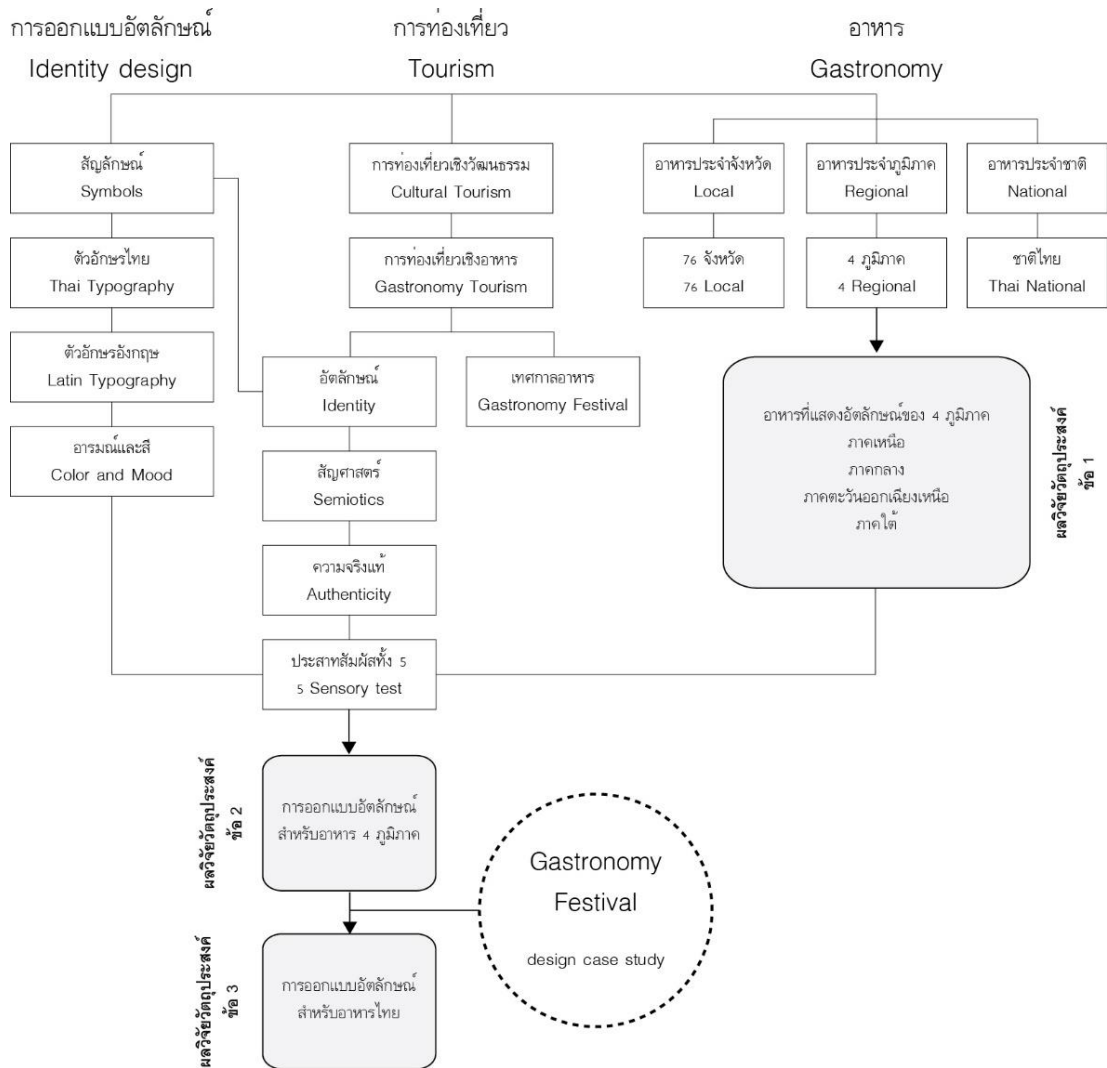 การออกแบบอัตลักษณ์
Identity design
การท่องเที่ยว
Tourism
อาหาร
Gastronomy
สัญลักษณ์
Symbols
ตัวอักษรไทย
Thai Typography
ตัวอักษรอังกฤษ
Latin Typography
อารมณ์และสี
Color and Mood
การท่องเที่ยวเชิงวัฒนธรรม
Cultural Tourism
การท่องเที่ยวเชิงอาหาร
Gastronomy Tourism
อัตลักษณ์
Identity
เทศกาลอาหาร
Gastronomy Festival
สัญศาสตร์
Semiotics
ความจริงแท้
Authenticity
ประสาทสัมผัสทั้ง 5
5 Sensory test
อาหารประจำจังหวัด
Local
อาหารประจำภูมิภาค
Regional
อาหารประจำชาติ
National
76 จังหวัด
76 Local
4 ภูมิภาค
4 Regional
ชาติไทย
Thai National
อาหารที่แสดงอัตลักษณ์ของ 4 ภูมิภาค
ภาคเหนือ
ภาคกลาง
ภาคตะวันออกเฉียงเหนือ
ภาคใต้
ผลวิจัยวัตถุประสงค์
ข้อ 1
ผลวิจัยวัตถุประสงค์
ข้อ 2
การออกแบบอัตลักษณ์
สำหรับอาหาร 4 ภูมิภาค
Gastronomy
Festival
design case study
ผลวิจัยวัตถุประสงค์
ข้อ 3
การออกแบบอัตลักษณ์
สำหรับอาหารไทย